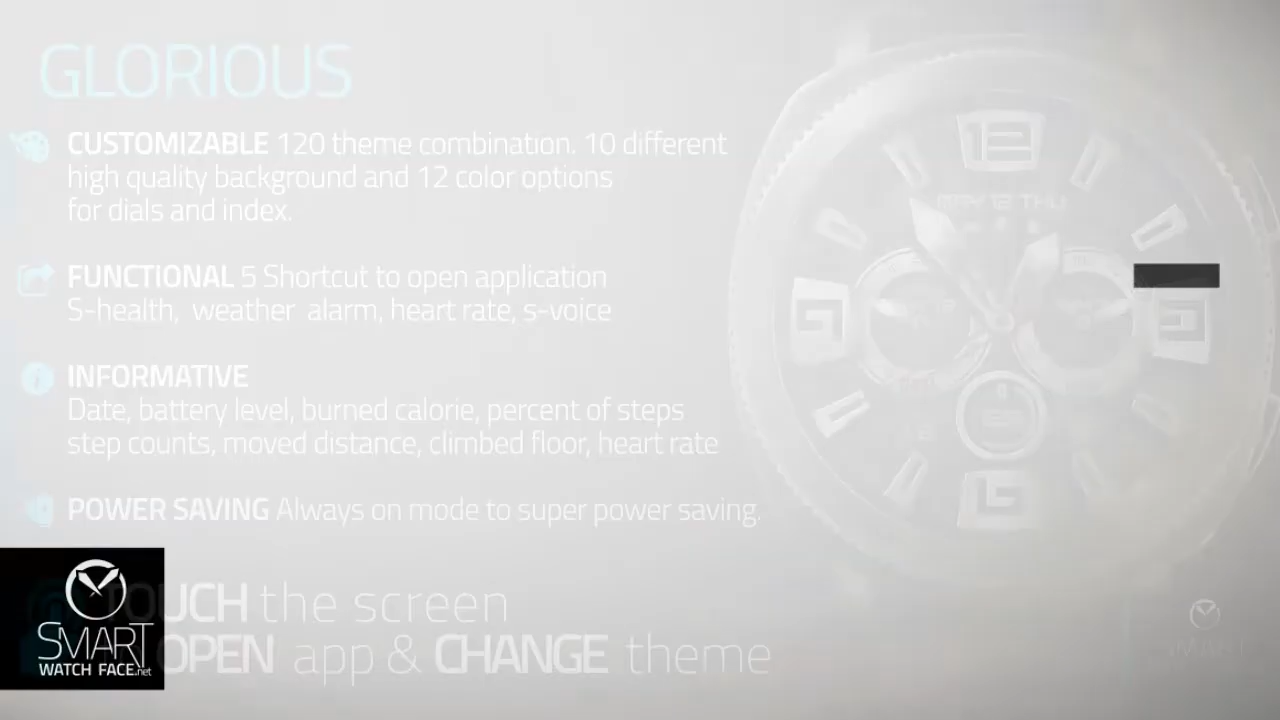 GLORIOUS
CUSTOMIZABLE 120 theme combination. 10 different
high quality background and 12 color options
for dials and index.
FUNCTIONAL 5 Shortcut to open application
S-health, weather alarm, heart rate, s-voice
INFORMATIVE
Date, battery level, burned calorie, percent of steps
step counts, moved distance, climbed floor, heart rate
POWER SAVING Always on mode to super power saving.
TOUCH the screen
OPEN app & CHANGE theme
SMART
WATCH FACE.net
12
THU